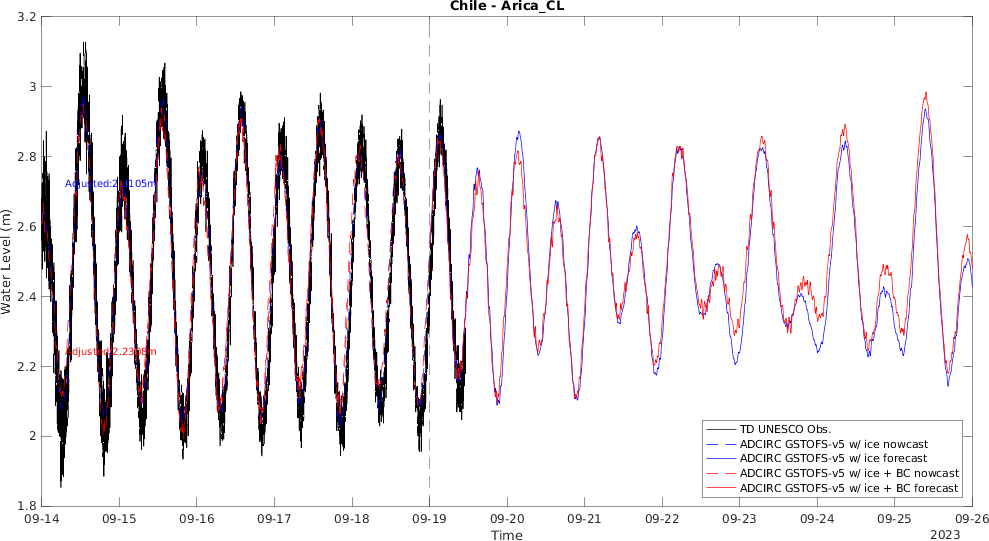 Chile - Arica_CL
3.2
3
2.8
2.6
2.4
2.2
2
1.8
Water Level (m)
09-14
09-15
09-16
09-17
09-18
09-19
09-20
09-21
09-22
09-23
09-24
09-25
09-26
Time
2023
TD UNESCO Obs.
ADCIRC GSTOFS-v5 w/ ice nowcast
ADCIRC GSTOFS-v5 w/ ice forecast
ADCIRC GSTOFS-v5 w/ ice + BC nowcast
ADCIRC GSTOFS-v5 w/ ice + BC forecast